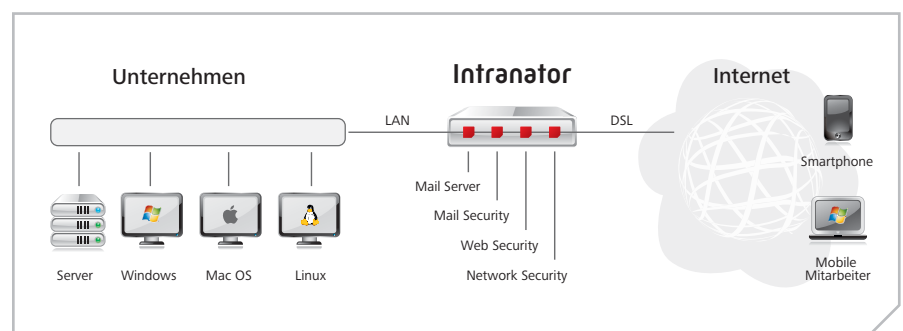 Unternehmen
Intranator
Internet
LAN
DSL
Smartphone
Mail Server
Mail Security
Web Security
Network Security
Server
Windows
Mac OS
Linux
Mobile
Mitarbeiter